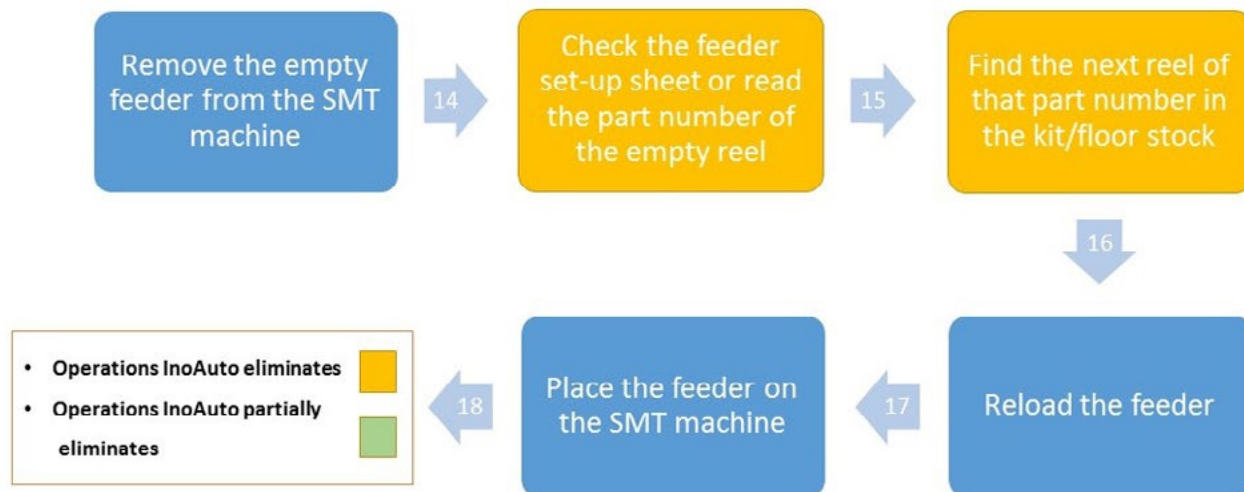 Remove the empty
feeder from the SMT
machine
14
Check the feeder
set-up sheet or read
the part number of
the empty reel
15
Find the next reel of
that part number in
the kit/floor stock
16
Reload the feeder
17
Place the feeder on
the SMT machine
18
• Operations InoAuto eliminates
• Operations InoAuto partially
eliminates